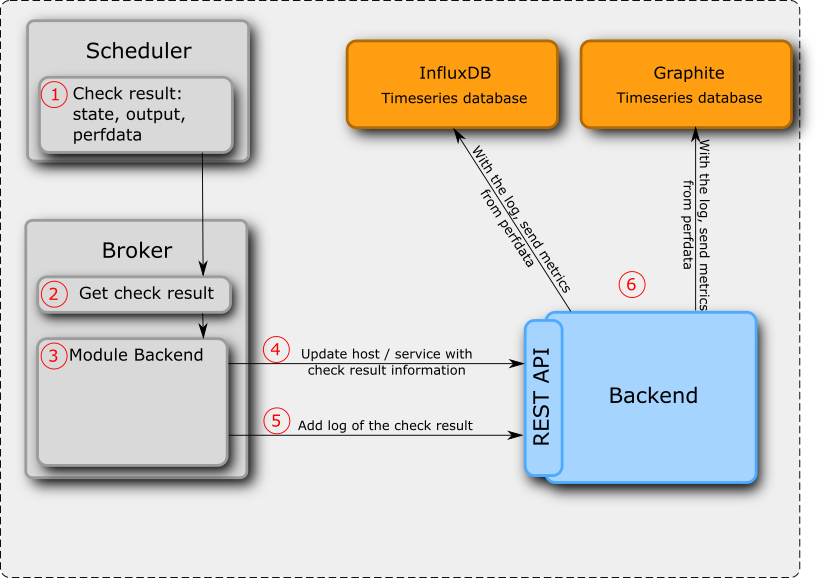 Scheduler
1
Check result:
state, output,
perfdata
InfluxDB
Timeseries database
Graphite
Timeseries database
With the log, send metrics
from perfdata
With the log, send metrics
from perfdata
Broker
2
Get check result
3
Module Backend
4
Update host / service with
check result information
5
Add log of the check result
6
REST API
Backend